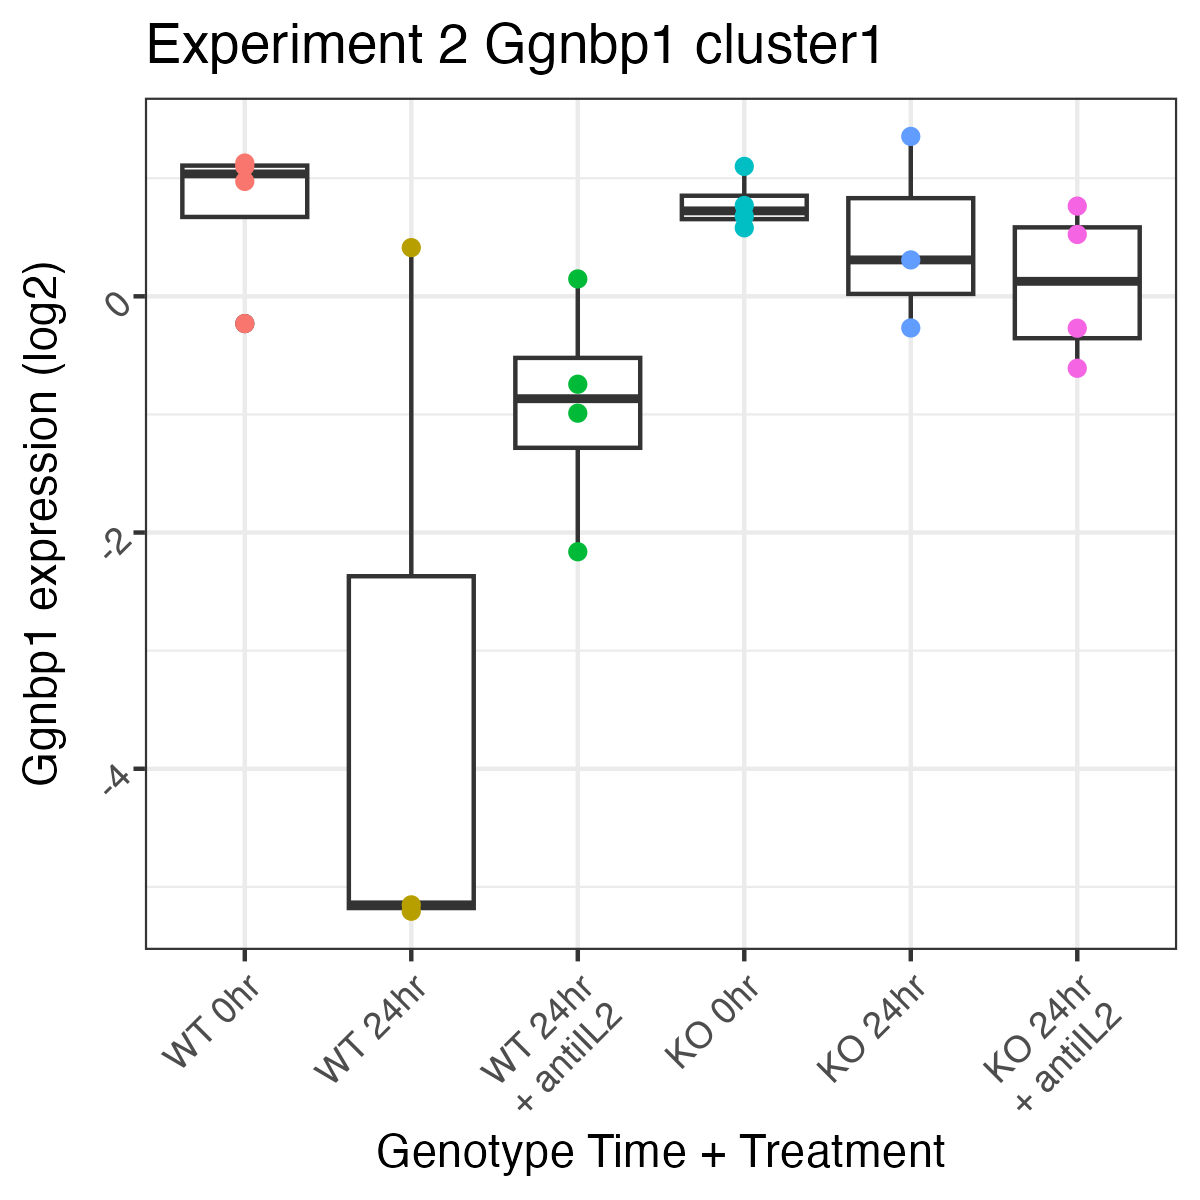 Experiment 2 Ggnbp1 cluster1
Ggnbp1 expression (log2)
0
-2
-4
WT 0hr
WT 24hr
WT 24hr
+ antiIL2
KO 0hr
KO 24hr
KO 24hr
+ antiIL2
Genotype Time + Treatment